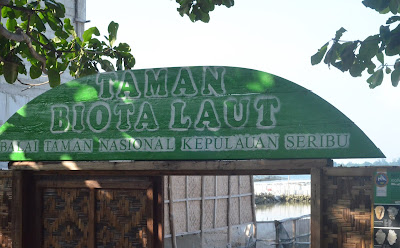 TAMAN
BIOTA LAUT
BALAI TAMAN NASIONAL KEPULAUAN SERIBU